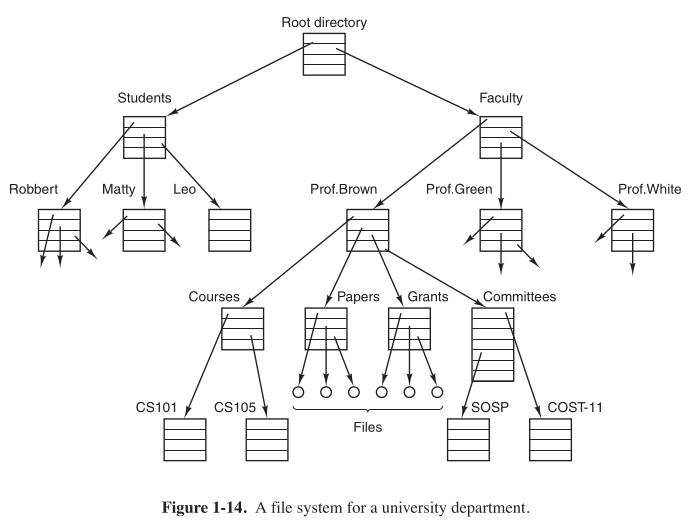 Root directory
Students
Faculty
Robbert
Matty
Leo
Prof.Brown
Prof.Green
Prof.White
Courses
Papers
Grants
Committees
CS101
CS105
SOSP
COST-11
Files
Figure 1-14. A file system for a university department.